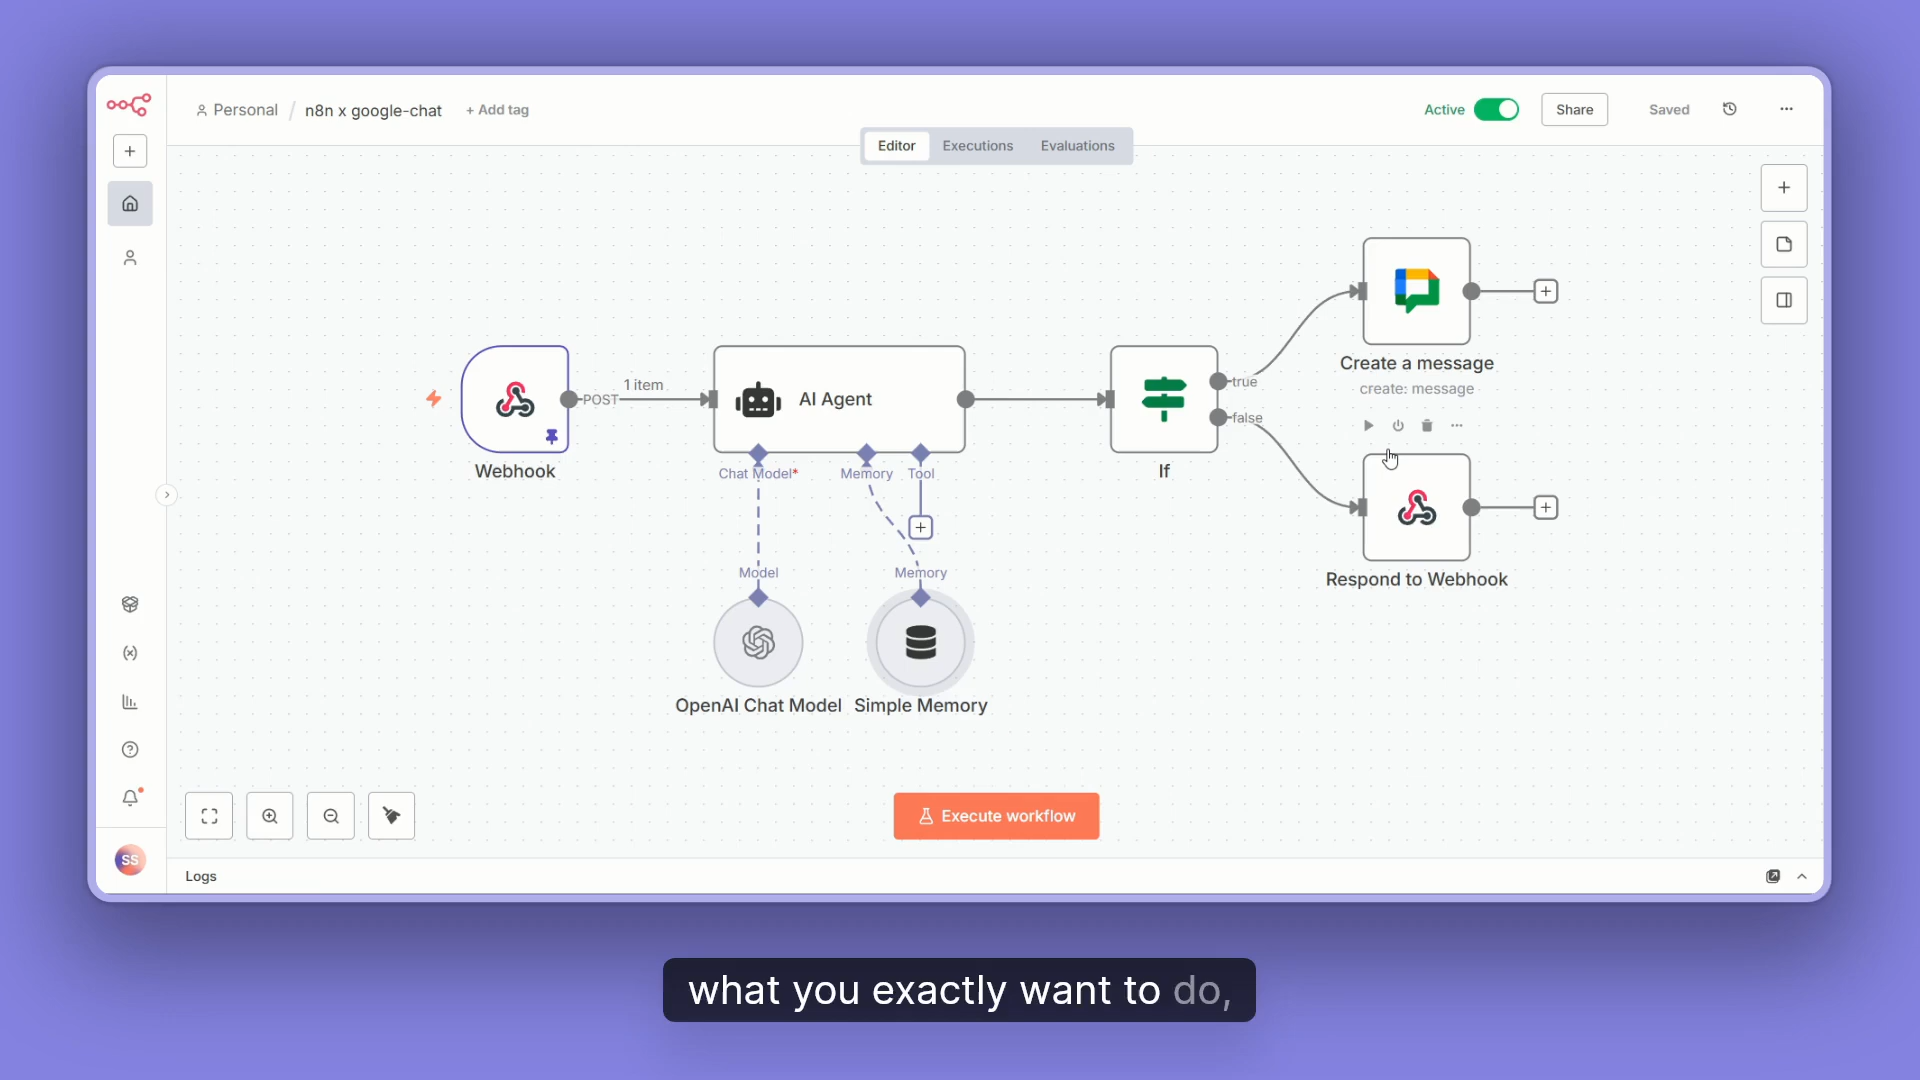 Personal / n8n x google-chat + Add tag
Active Share Saved
Editor Executions Evaluations
Create a message
create: message
1 item
POST
AI Agent
true
false
Webhook
Chat Model*
Memory
Tool
If
Respond to Webhook
Model
Memory
OpenAI Chat Model
Simple Memory
Execute workflow
SS
Logs
what you exactly want to do,